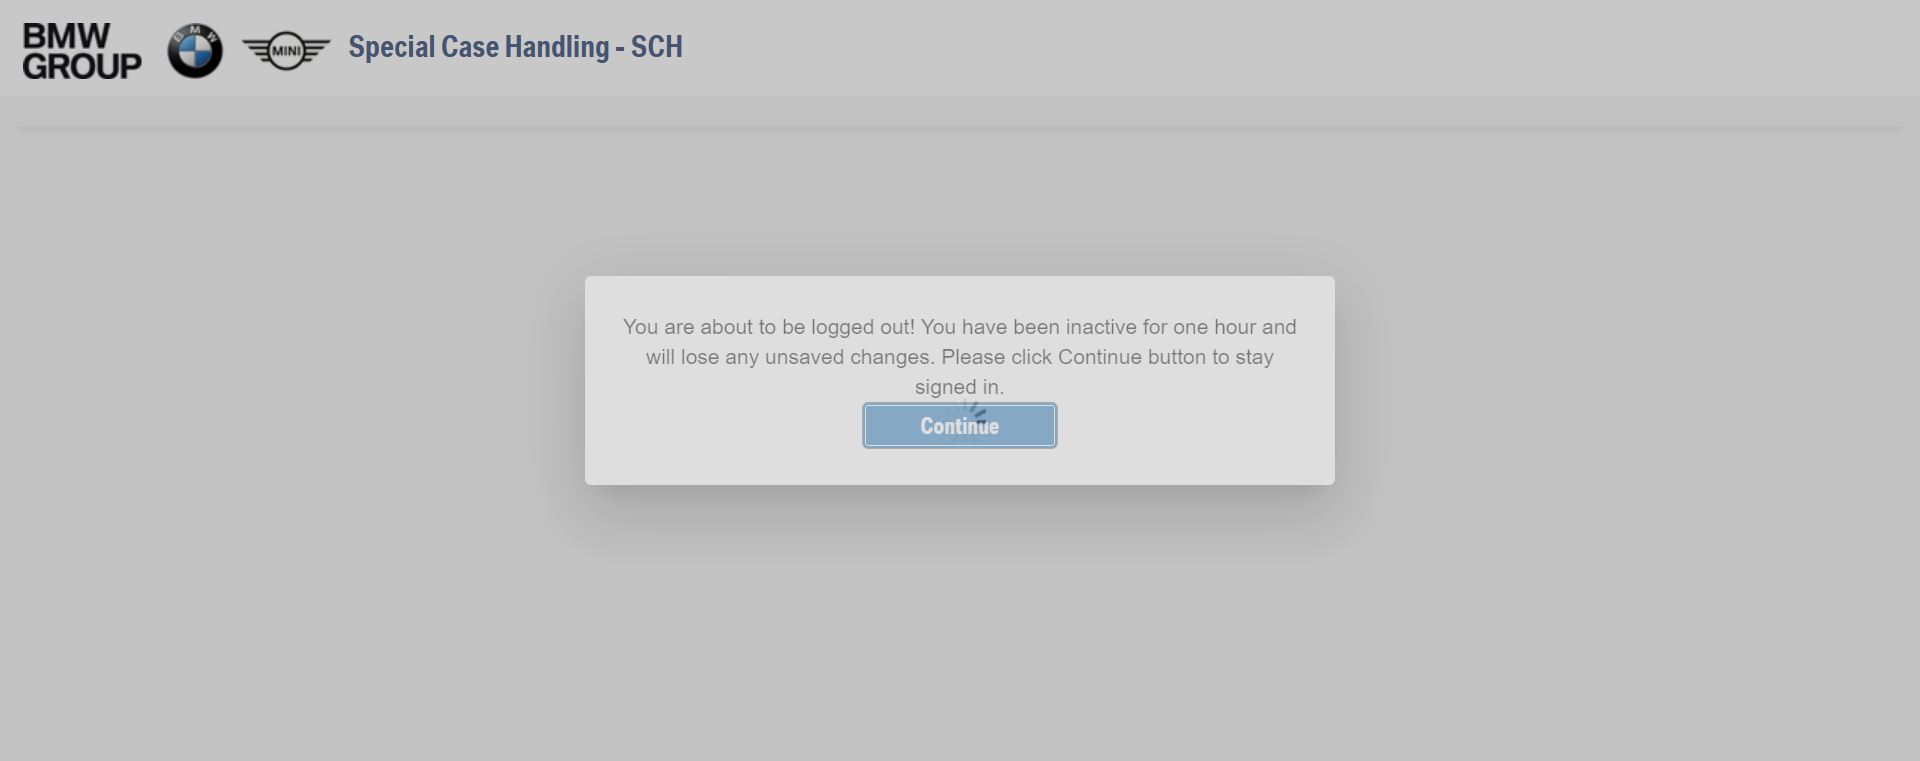 BMW
GROUP
BMW
MINI
Special Case Handling - SCH
You are about to be logged out! You have been inactive for one hour and
will lose any unsaved changes. Please click Continue button to stay
signed in.
Continue